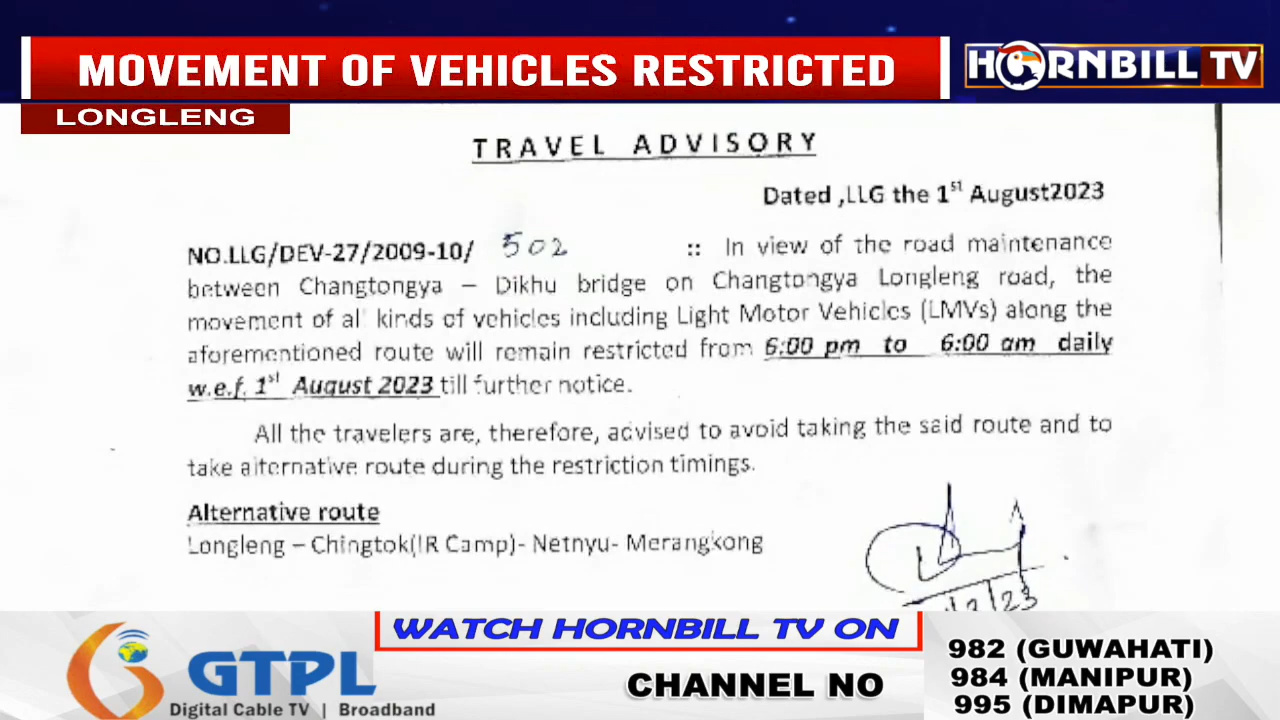 MOVEMENT OF VEHICLES RESTRICTED
HORNBILL TV
LONGLENG
TRAVEL ADVISORY
Dated ,LLG the 1st August2023
NO.LLG/DEV-27/2009-10/ 502 :: In view of the road maintenance
between Changtongya – Dikhu bridge on Changtongya Longleng road, the
movement of all kinds of vehicles including Light Motor Vehicles (LMVs) along the
aforementioned route will remain restricted from 6:00 pm to 6:00 am daily
w.e.f. 1st August 2023 till further notice.
All the travelers are, therefore, advised to avoid taking the said route and to
take alternative route during the restriction timings.
Alternative route
Longleng – Chingtok(IR Camp)- Netnyu- Merangkong
WATCH HORNBILL TV ON
GTPL
Digital Cable TV | Broadband
CHANNEL NO
982 (GUWAHATI)
984 (MANIPUR)
995 (DIMAPUR)